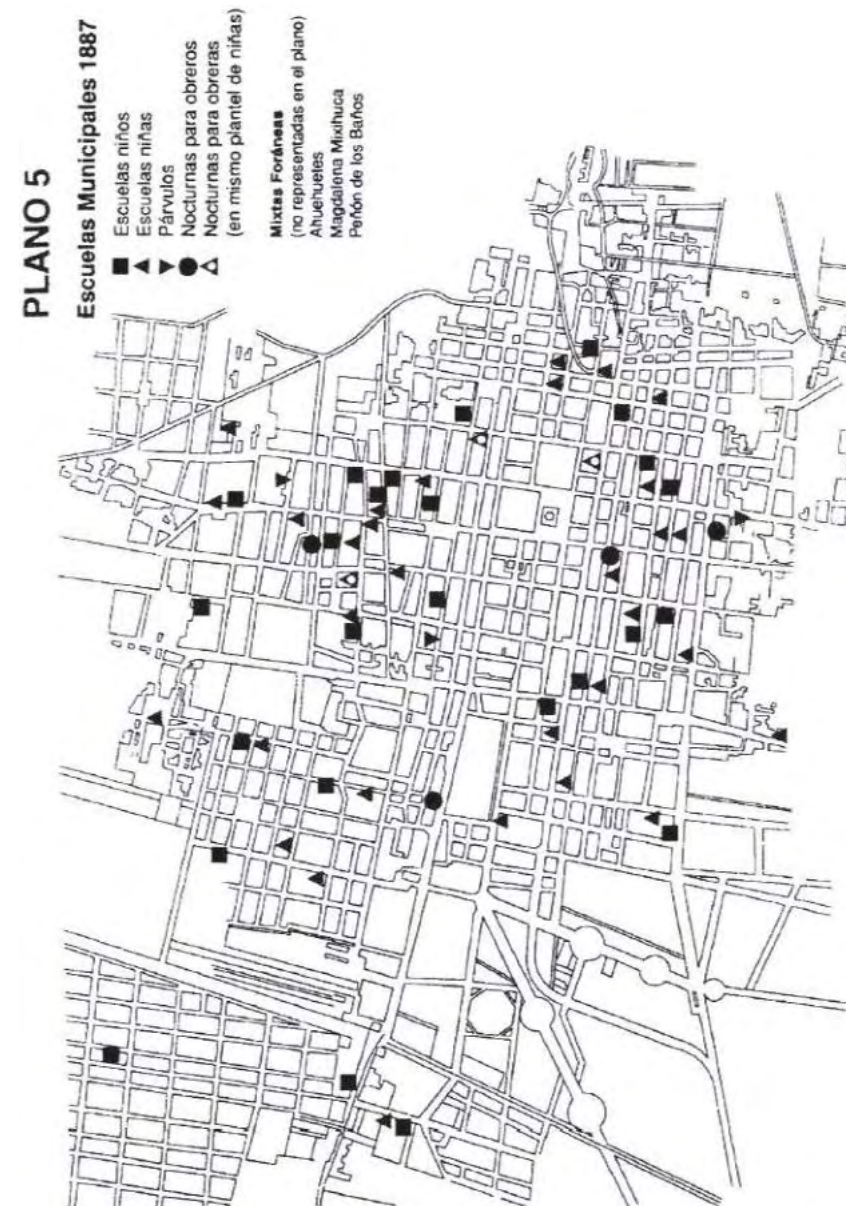 PLANO 5
Escuelas Municipales 1887
Escuelas niños
Escuelas niñas
Párvulos
Nocturnas para obreros
Nocturnas para obreras
(en mismo plantel de niñas)
Mixtas Foráneas
(no representadas en el plano)
Ahuehuetes
Magdalena Mixihuca
Peñón de los Baños